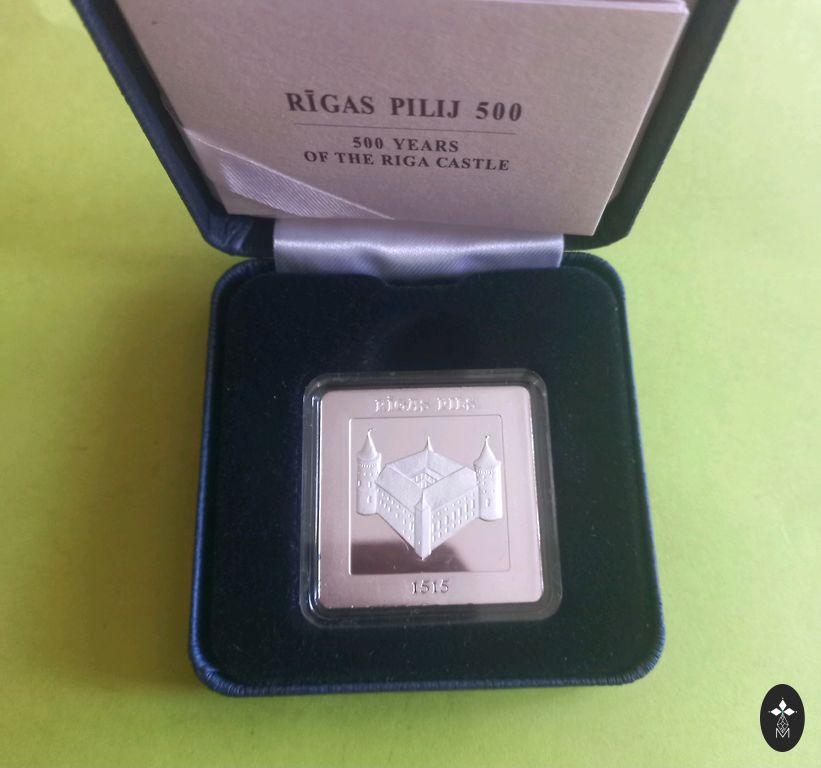 RĪGAS PILIJ 500
500 YEARS
OF THE RIGA CASTLE
RĪGAS PILS
1515
M